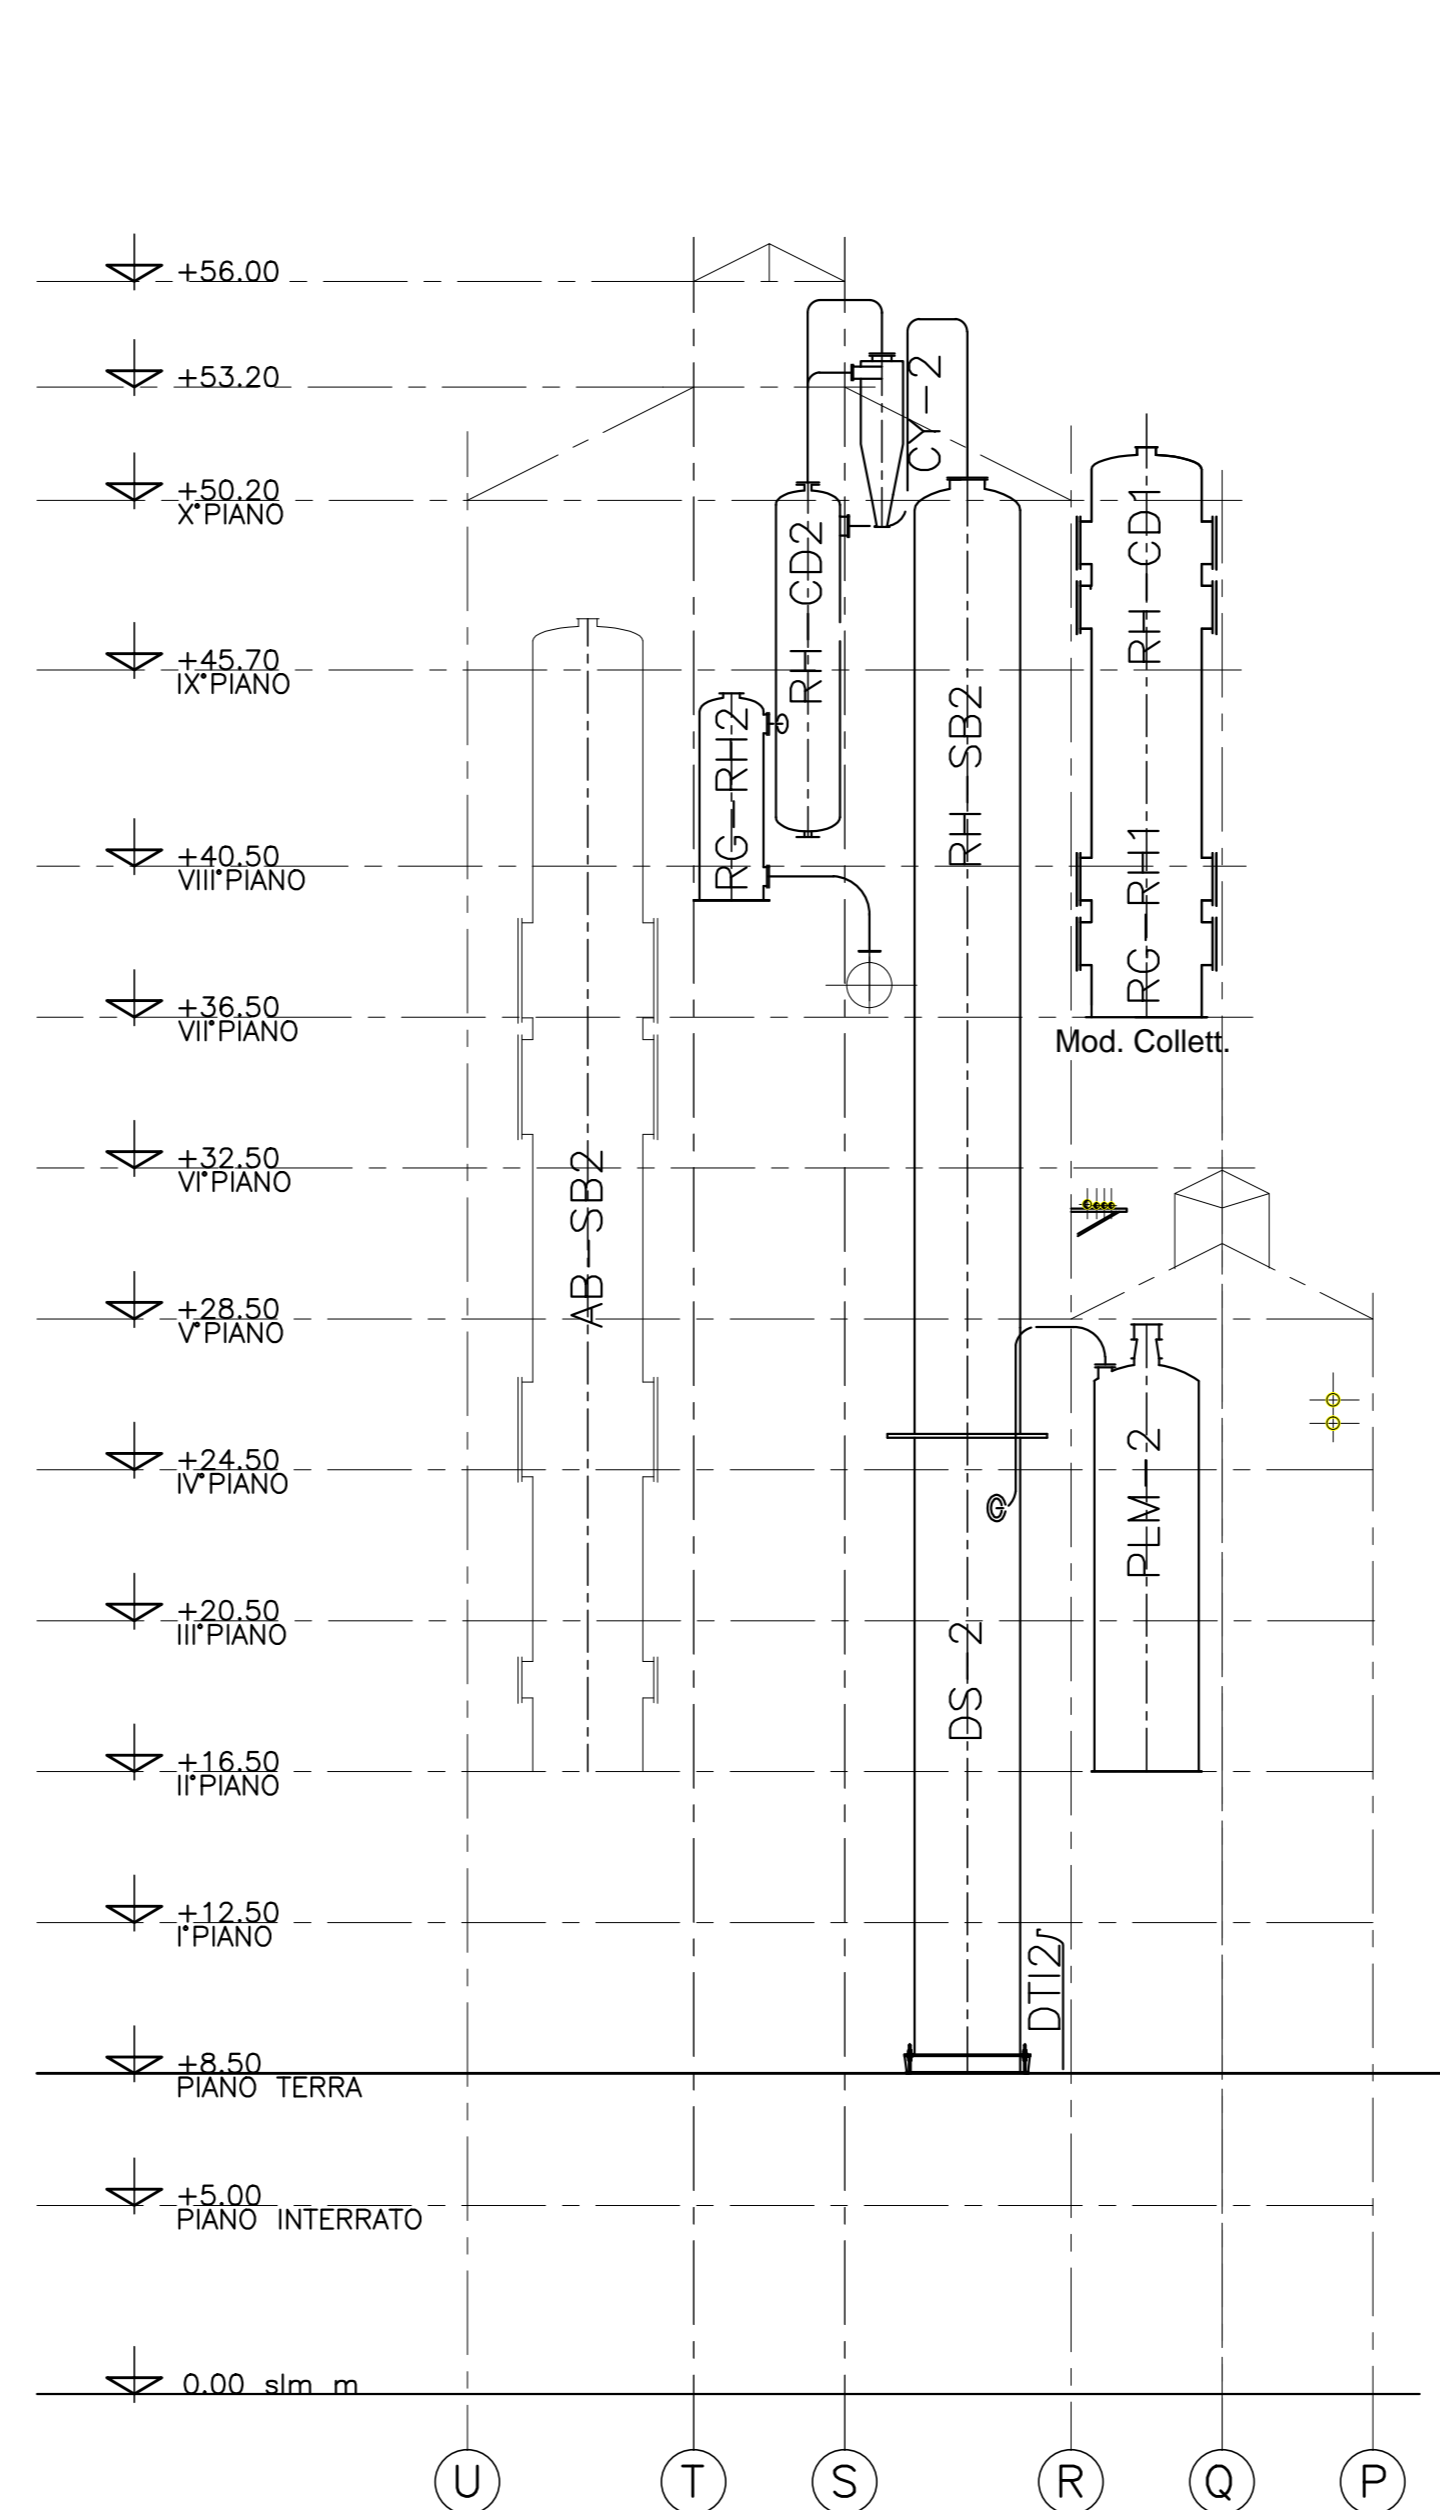 +56.00
+53.20
CY-2
+50.20
X°PIANO
RH-CD2
RH-CD1
+45.70
IX°PIANO
RG-RH2
RH-SB2
+40.50
VIII°PIANO
RG-RH1
+36.50
VII°PIANO
Mod. Collett.
+32.50
VI°PIANO
AB-SB2
+28.50
V°PIANO
+24.50
IV°PIANO
PLM-2
+20.50
III°PIANO
DS-2
+16.50
II°PIANO
+12.50
I°PIANO
DTI2
+8.50
PIANO TERRA
+5.00
PIANO INTERRATO
0.00 slm m
U T S R Q P